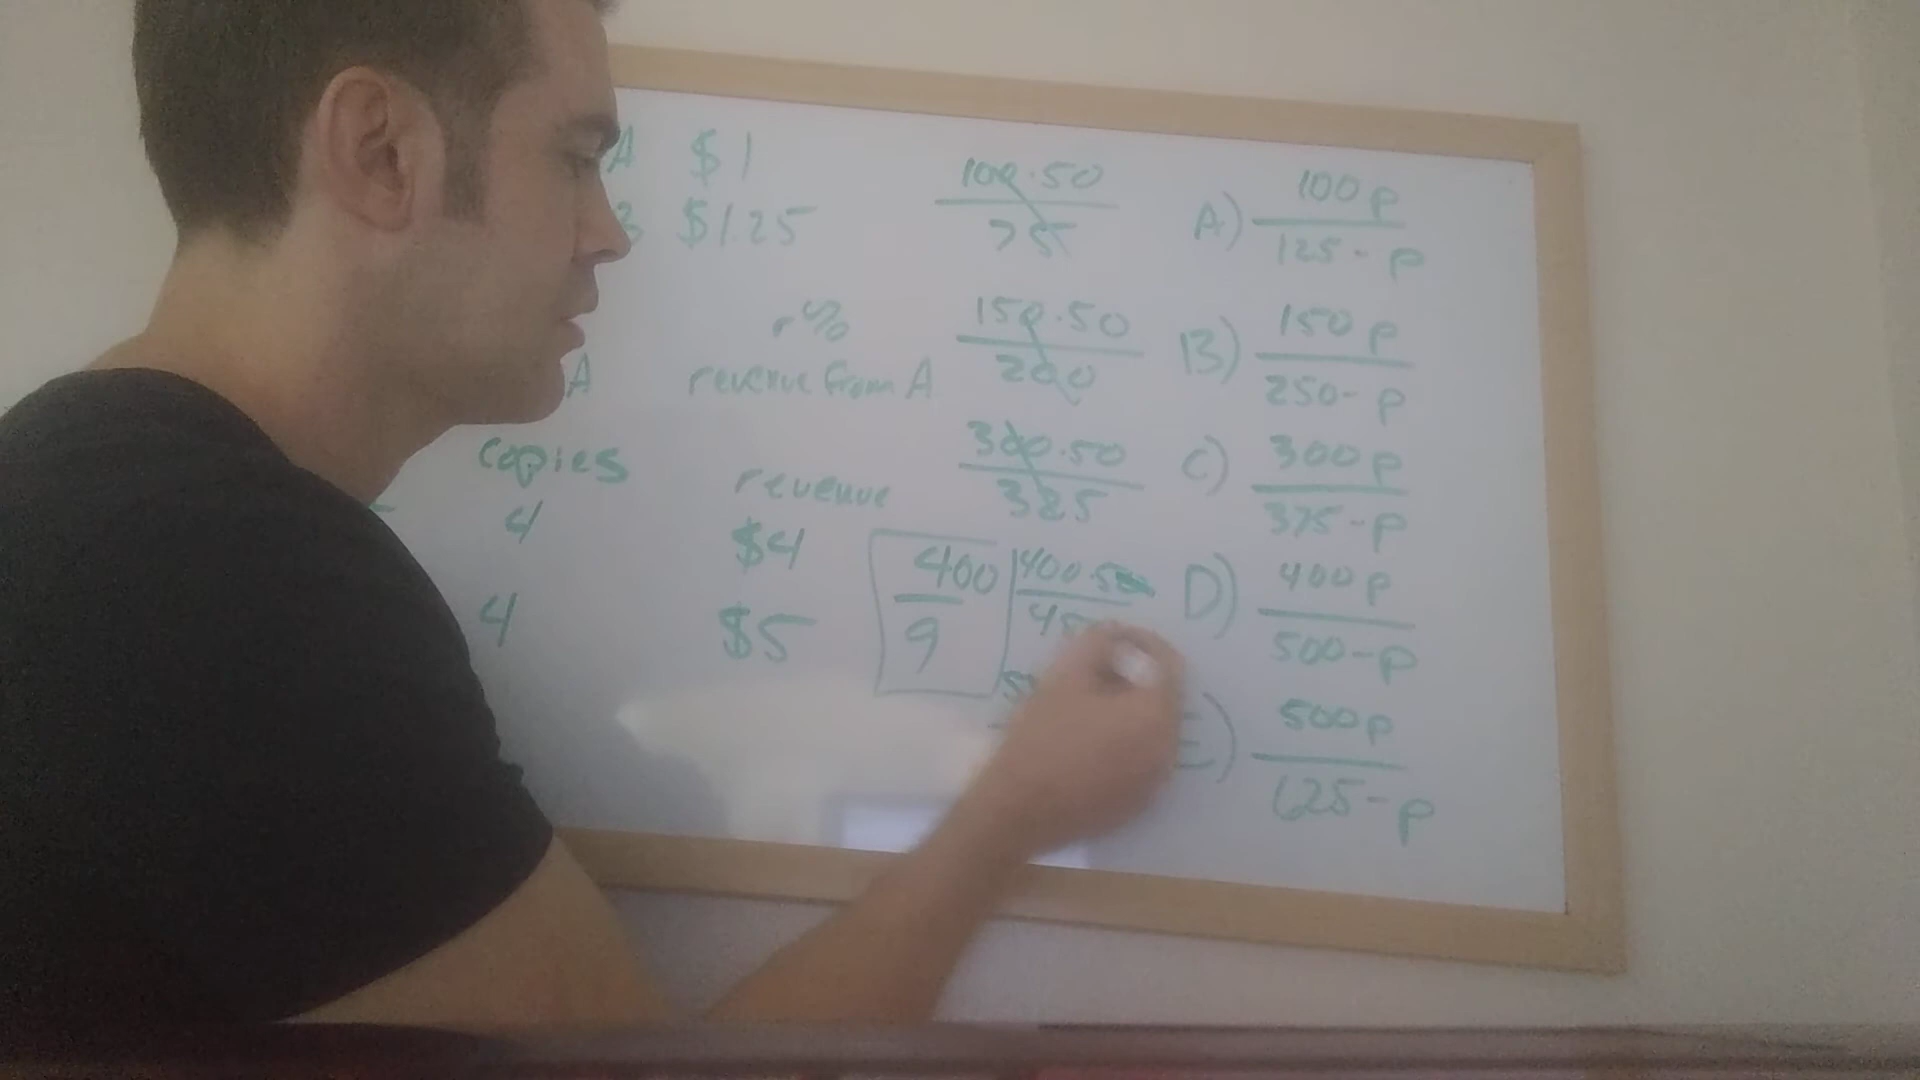 A $1
B $1.25
r%
A revenue from A
copies revenue
4 $4
4 $5
400
9
100.50
75
150.50
200
300.50
325
400.50
A) 100p
125-p
B) 150p
250-p
C) 300p
375-p
D) 400p
500-p
E) 500p
625-p